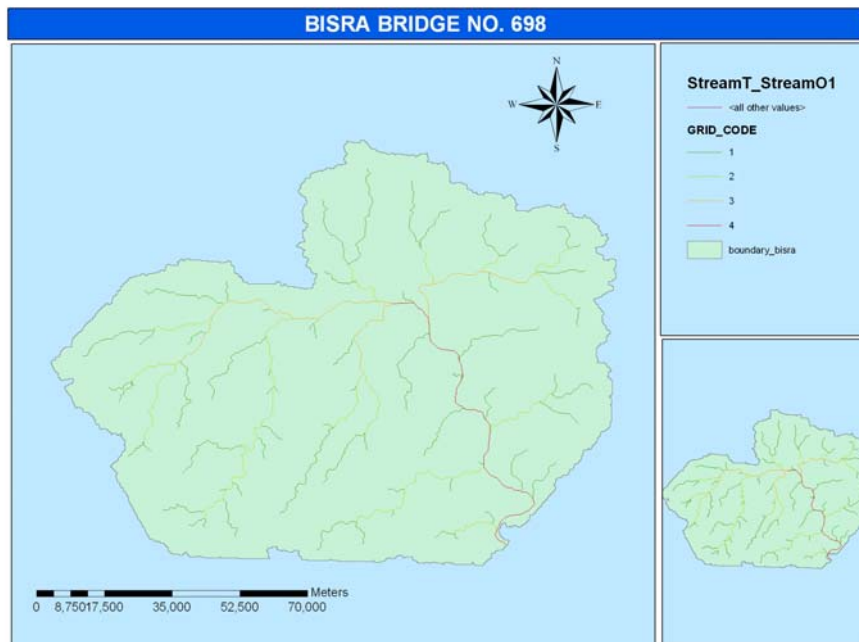 BISRA BRIDGE NO. 698
N
W E
S
StreamT_StreamO1
<all other values>
GRID_CODE
1
2
3
4
boundary_bisra
Meters
0 8,75017,500 35,000 52,500 70,000